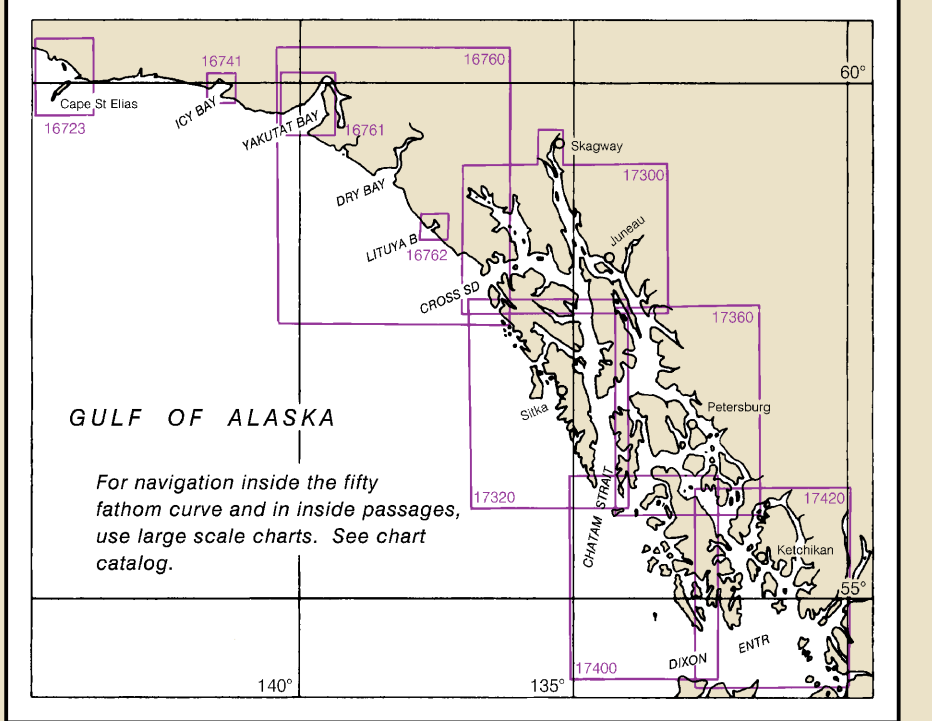 16741
16760
60°
Cape St Elias
ICY BAY
16723
YAKUTAT BAY
16761
Skagway
17300
DRY BAY
Juneau
LITUYA B
16762
CROSS SD
17360
Sitka
Petersburg
GULF OF ALASKA
For navigation inside the fifty
fathom curve and in inside passages,
use large scale charts. See chart
catalog.
17320
CHATAM STRAIT
17420
Ketchikan
55°
DIXON ENTR
17400
140°
135°